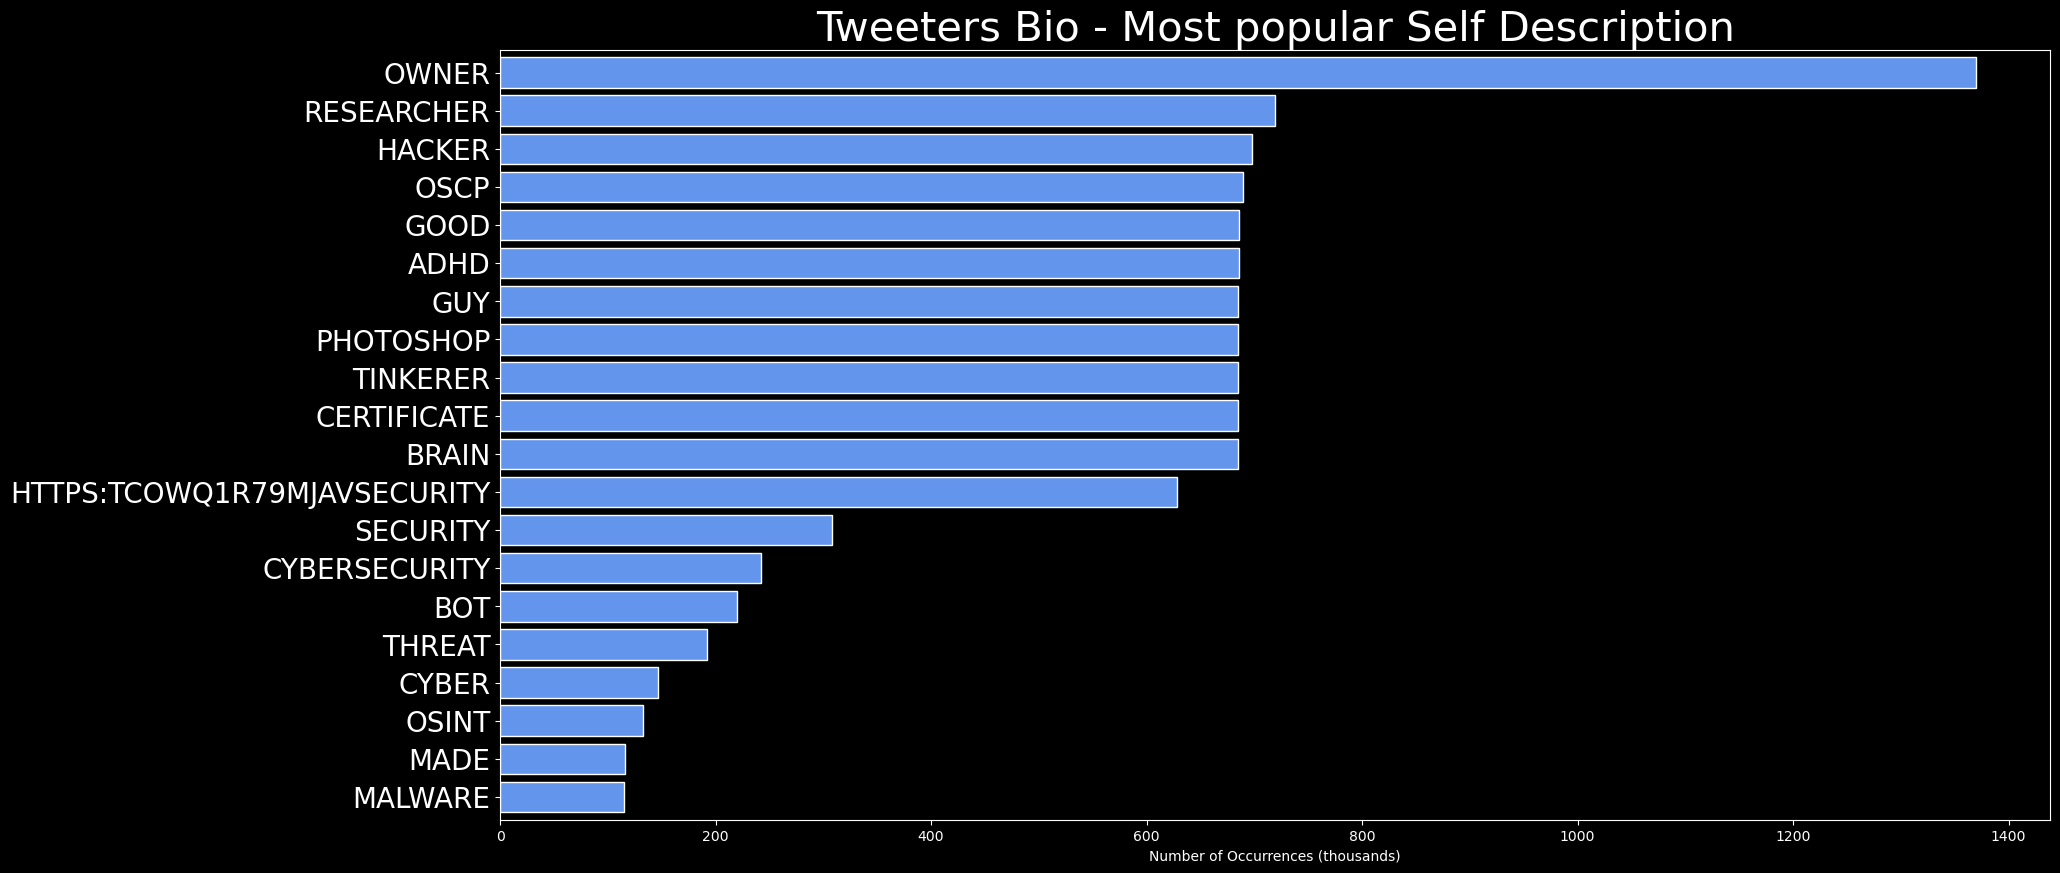 Tweeters Bio - Most popular Self Description
OWNER
RESEARCHER
HACKER
OSCP
GOOD
ADHD
GUY
PHOTOSHOP
TINKERER
CERTIFICATE
BRAIN
HTTPS:TCOWQ1R79MJAVSECURITY
SECURITY
CYBERSECURITY
BOT
THREAT
CYBER
OSINT
MADE
MALWARE
0 200 400 600 800 1000 1200 1400
Number of Occurrences (thousands)